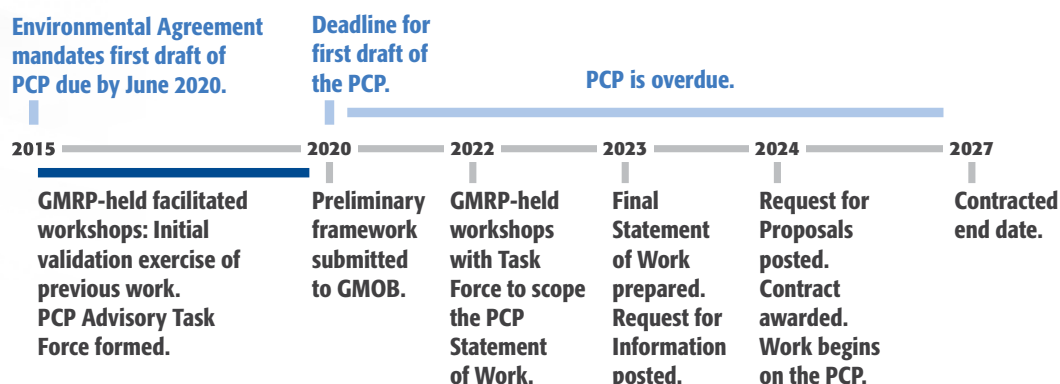 Environmental Agreement
mandates first draft of
PCP due by June 2020.
Deadline for
first draft of
the PCP.
PCP is overdue.
2015
2020
2022
2023
2024
2027
GMRP-held facilitated
workshops: Initial
validation exercise of
previous work.
PCP Advisory Task
Force formed.
Preliminary
framework
submitted
to GMOB.
GMRP-held
workshops
with Task
Force to scope
the PCP
Statement
of Work.
Final
Statement
of Work
prepared.
Request for
Information
posted.
Request for
Proposals
posted.
Contract
awarded.
Work begins
on the PCP.
Contracted
end date.